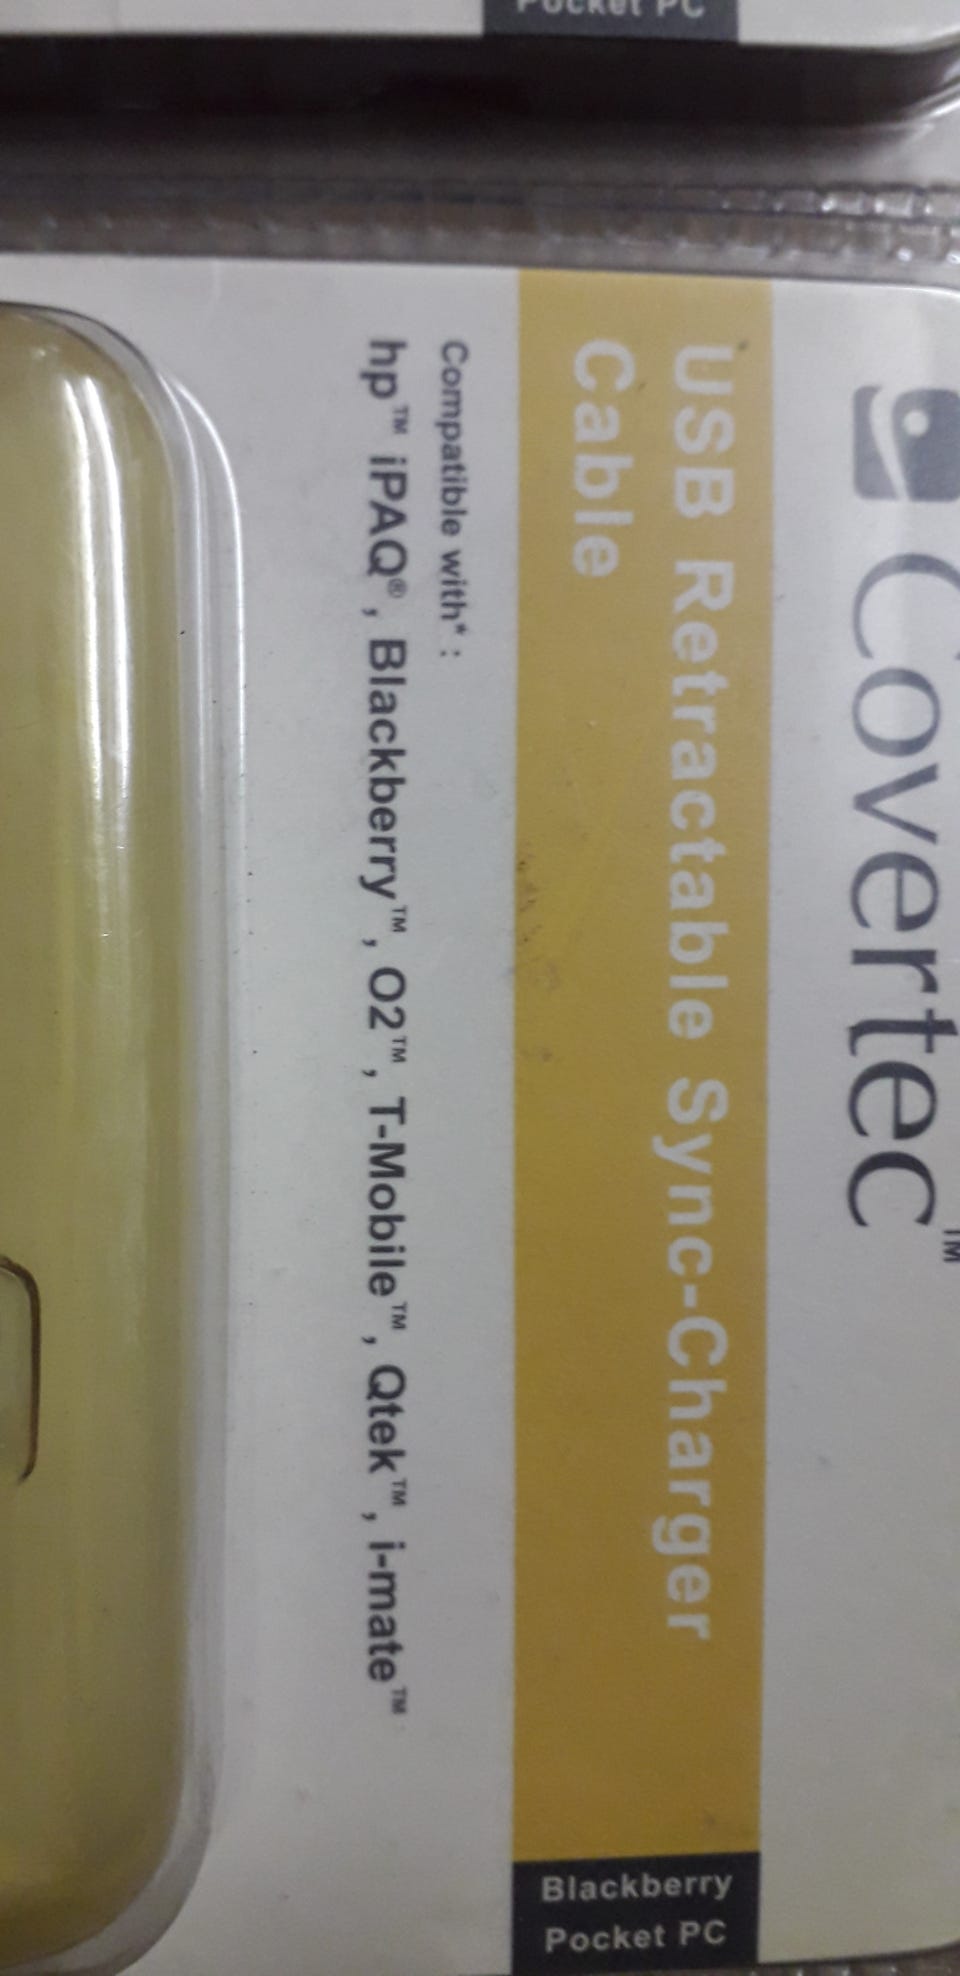 Pocket PC
Covertec™
USB Retractable Sync-Charger
Cable
Blackberry
Pocket PC
Compatible with* :
hp™ iPAQ®, Blackberry™, O2™, T-Mobile™, Qtek™, i-mate™